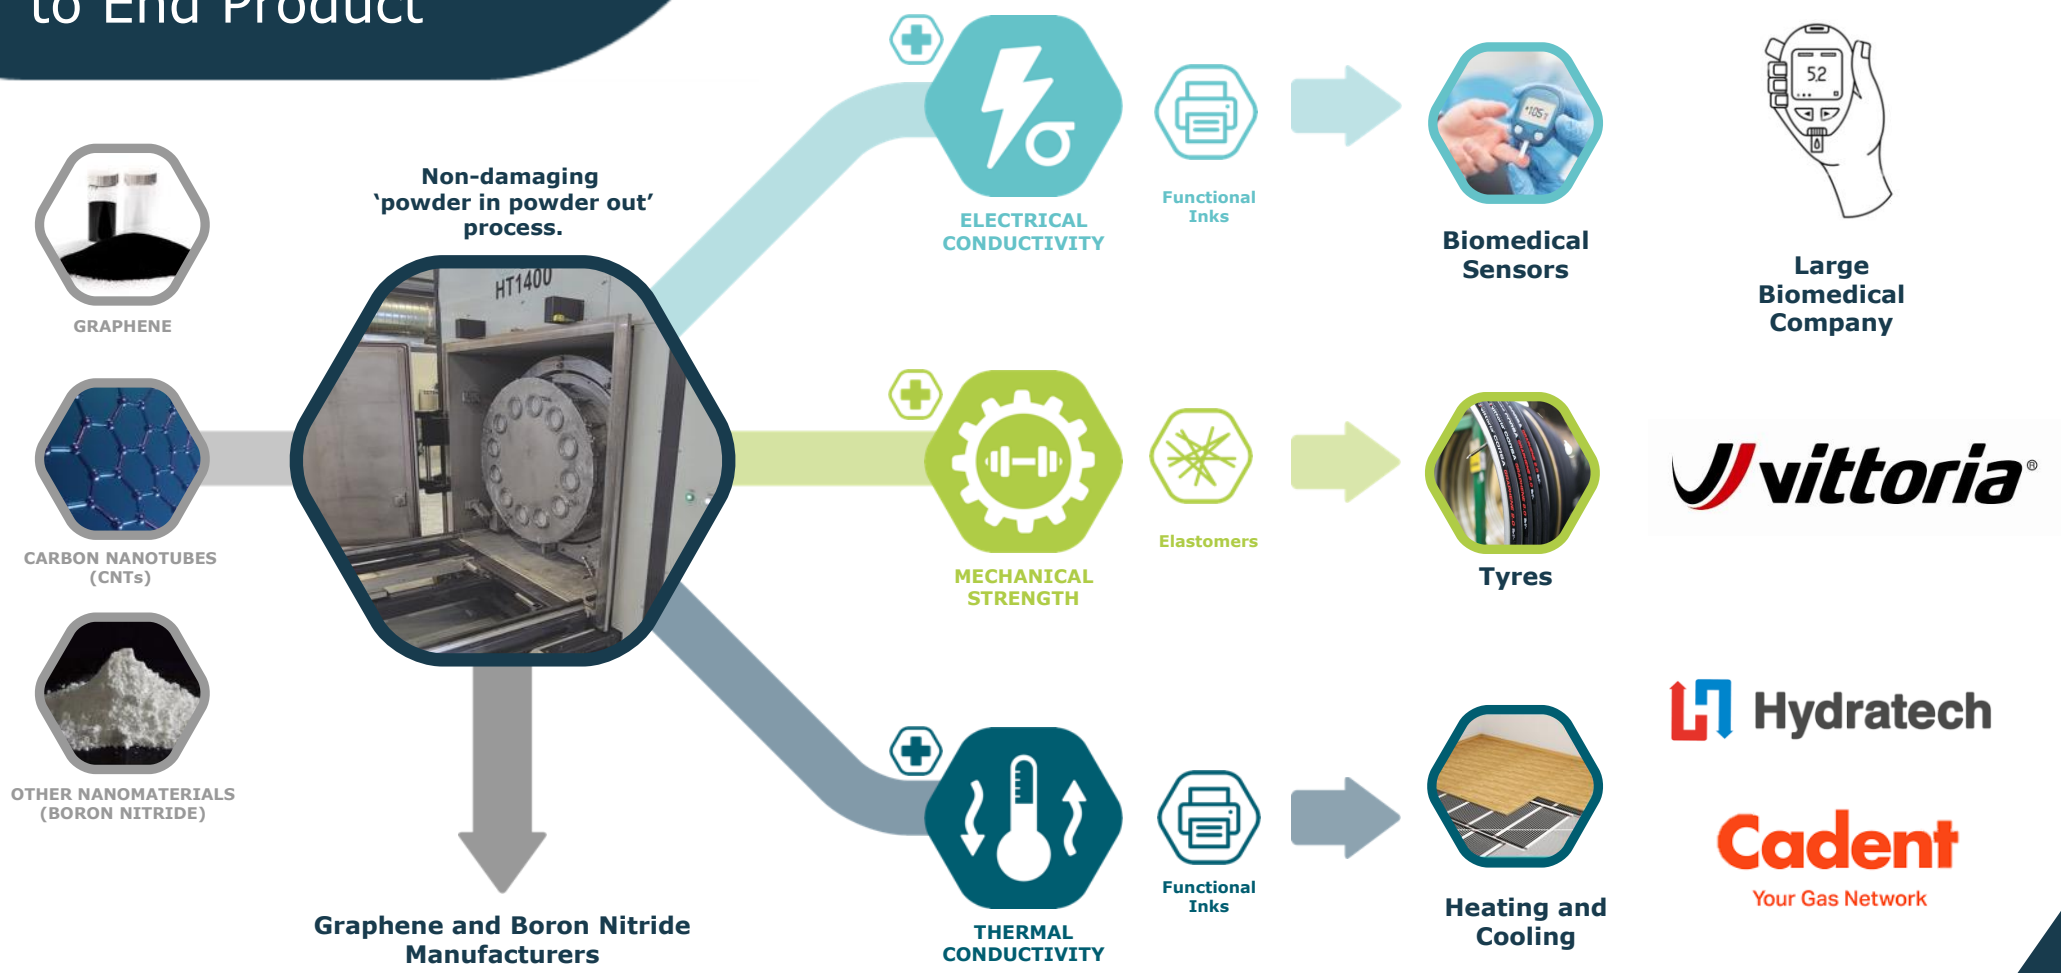 to End Product
GRAPHENE
CARBON NANOTUBES
(CNTs)
OTHER NANOMATERIALS
(BORON NITRIDE)
Non-damaging
‘powder in powder out’
process.
HT1400
Graphene and Boron Nitride
Manufacturers
σ
ELECTRICAL
CONDUCTIVITY
Functional
Inks
Biomedical
Sensors
5,2
Large
Biomedical
Company
MECHANICAL
STRENGTH
Elastomers
Tyres
vittoria®
THERMAL
CONDUCTIVITY
Functional
Inks
Heating and
Cooling
Hydratech
Cadent
Your Gas Network